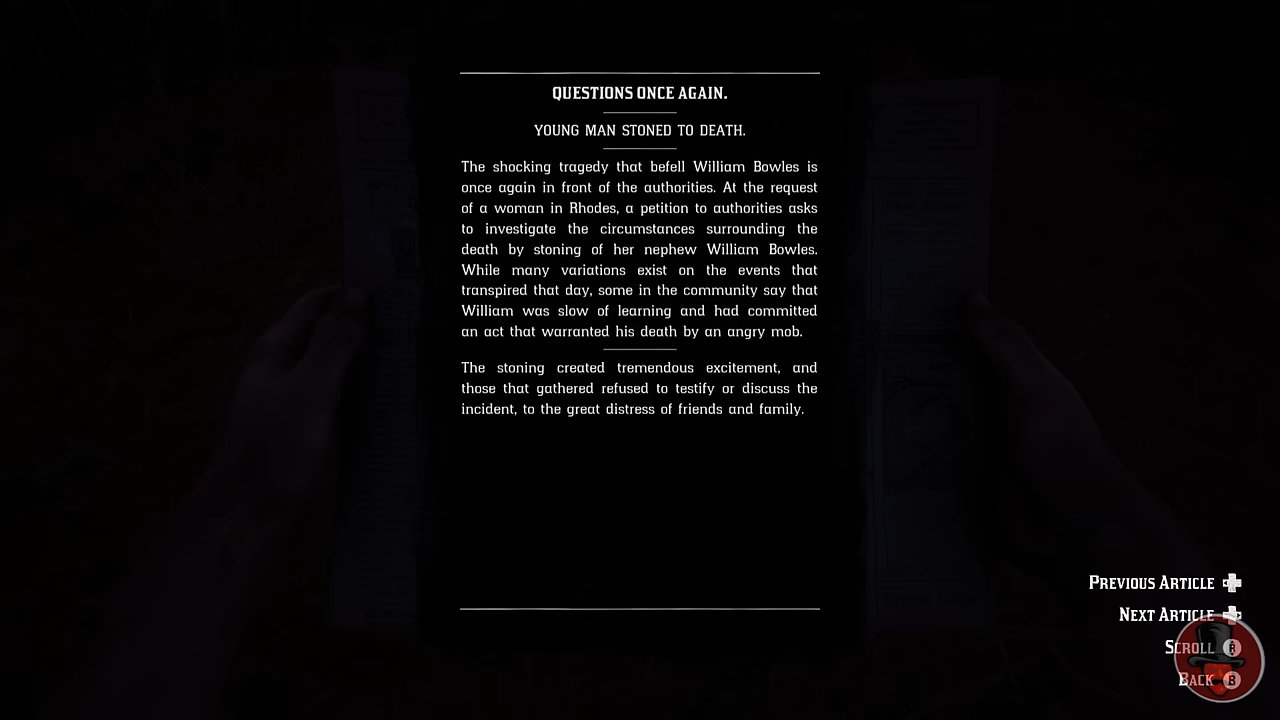 QUESTIONS ONCE AGAIN.
YOUNG MAN STONED TO DEATH.
The shocking tragedy that befell William Bowles is
once again in front of the authorities. At the request
of a woman in Rhodes, a petition to authorities asks
to investigate the circumstances surrounding the
death by stoning of her nephew William Bowles.
While many variations exist on the events that
transpired that day, some in the community say that
William was slow of learning and had committed
an act that warranted his death by an angry mob.
The stoning created tremendous excitement, and
those that gathered refused to testify or discuss the
incident, to the great distress of friends and family.
PREVIOUS ARTICLE
NEXT ARTICLE
SCROLL R
BACK B